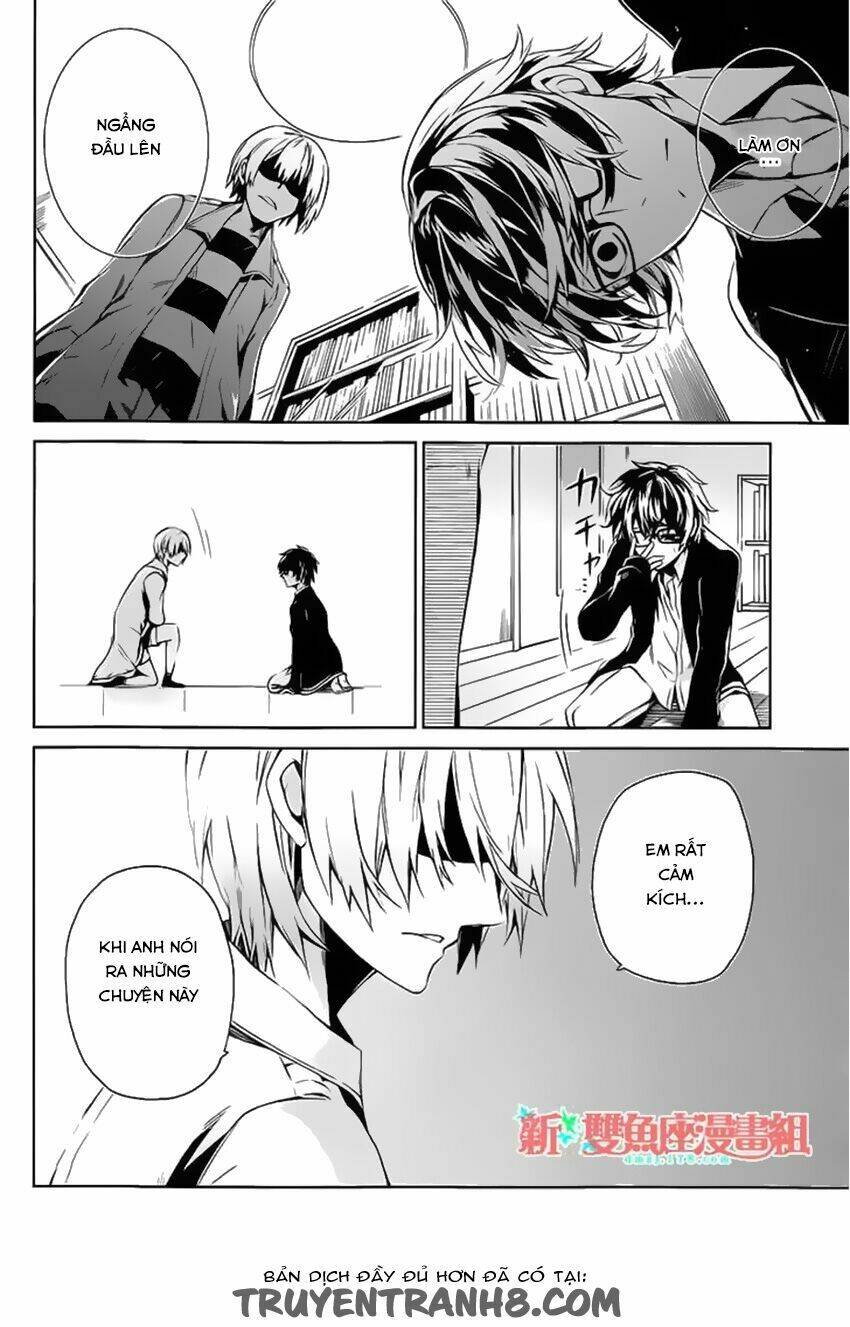 LÀM ƠN
...
NGẢNG
ĐẦU LÊN
カチャ
EM RẤT
CẢM
KÍCH...
KHI ANH NÓI
RA NHỮNG
CHUYỆN NÀY
新雙魚座漫畫組
BẢN DỊCH ĐẦY ĐỦ HƠN ĐÃ CÓ TẠI:
TRUYENTRANH8.COM